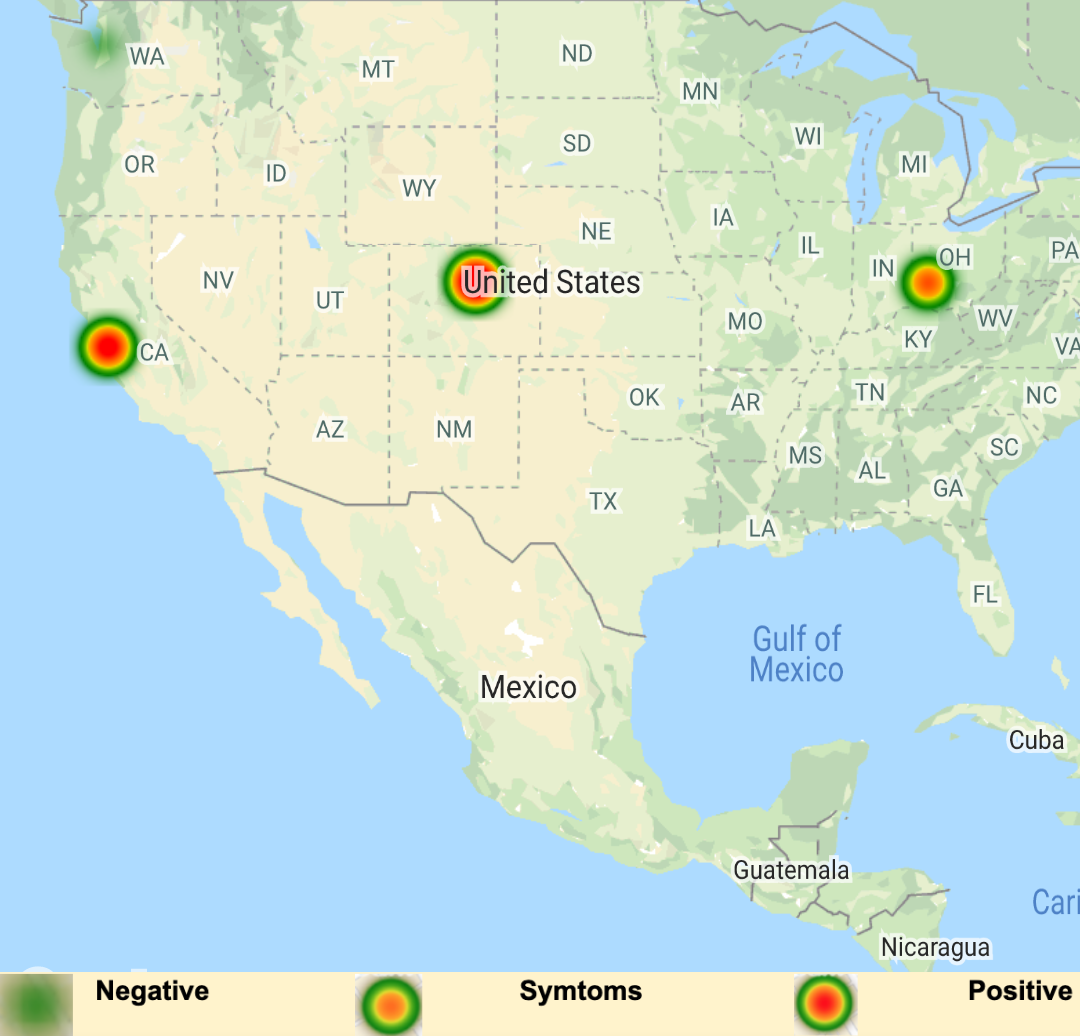 WA
MT
ND
MN
OR
ID
SD
WI
MI
WY
IA
NE
IL
IN
OH
PA
NV
UT
United States
CA
MO
KY
WV
VA
AZ
NM
OK
AR
TN
NC
MS
AL
SC
GA
TX
LA
FL
Gulf of
Mexico
Mexico
Cuba
Guatemala
Cari
Nicaragua
Negative
Symtoms
Positive